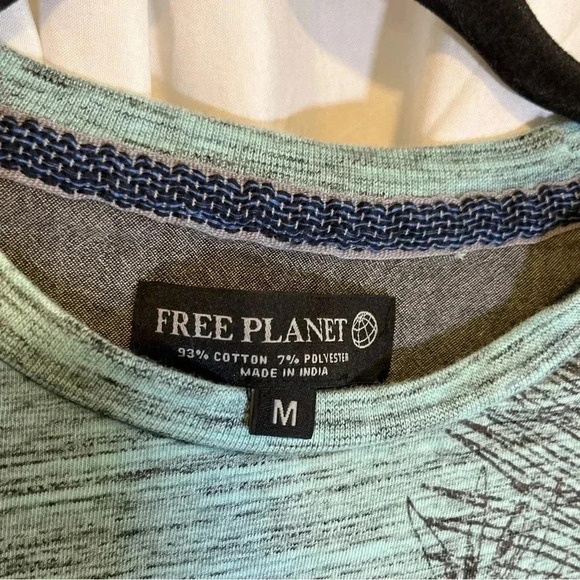 FREE PLANET
93% COTTON 7% POLYESTER
MADE IN INDIA
M